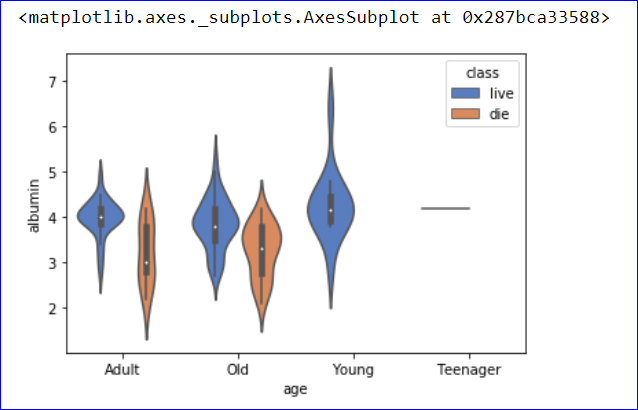 <matplotlib.axes._subplots.AxesSubplot at 0x287bca33588>
class
live
die
7
6
5
4
3
2
albumin
Adult Old Young Teenager
age